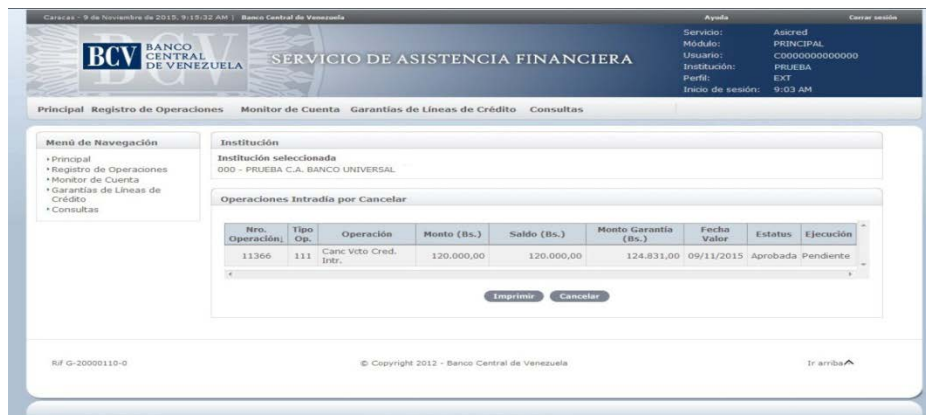 Caracas - 9 de Noviembre de 2015, 9:15:32 AM | Banco Central de Venezuela
Ayuda
Cerrar sesión
BCV
BANCO
CENTRAL
DE VENEZUELA
SERVICIO DE ASISTENCIA FINANCIERA
Servicio: Asicred
Módulo: PRINCIPAL
Usuario: C0000000000000
Institución: PRUEBA
Perfil: EXT
Inicio de sesión: 9:03 AM
Principal Registro de Operaciones Monitor de Cuenta Garantías de Líneas de Crédito Consultas
Menú de Navegación
Principal
Registro de Operaciones
Monitor de Cuenta
Garantías de Líneas de
Crédito
Consultas
Institución
Institución seleccionada
000 - PRUEBA C.A. BANCO UNIVERSAL
Operaciones Intradía por Cancelar
Nro. Operación↓ Tipo Op. Operación Monto (Bs.) Saldo (Bs.) Monto Garantía (Bs.) Fecha Valor Estatus Ejecución
11366 111 Canc Vcto Cred. Intr. 120.000,00 120.000,00 124.831,00 09/11/2015 Aprobada Pendiente
Imprimir Cancelar
Rif G-20000110-0
© Copyright 2012 - Banco Central de Venezuela
Ir arriba